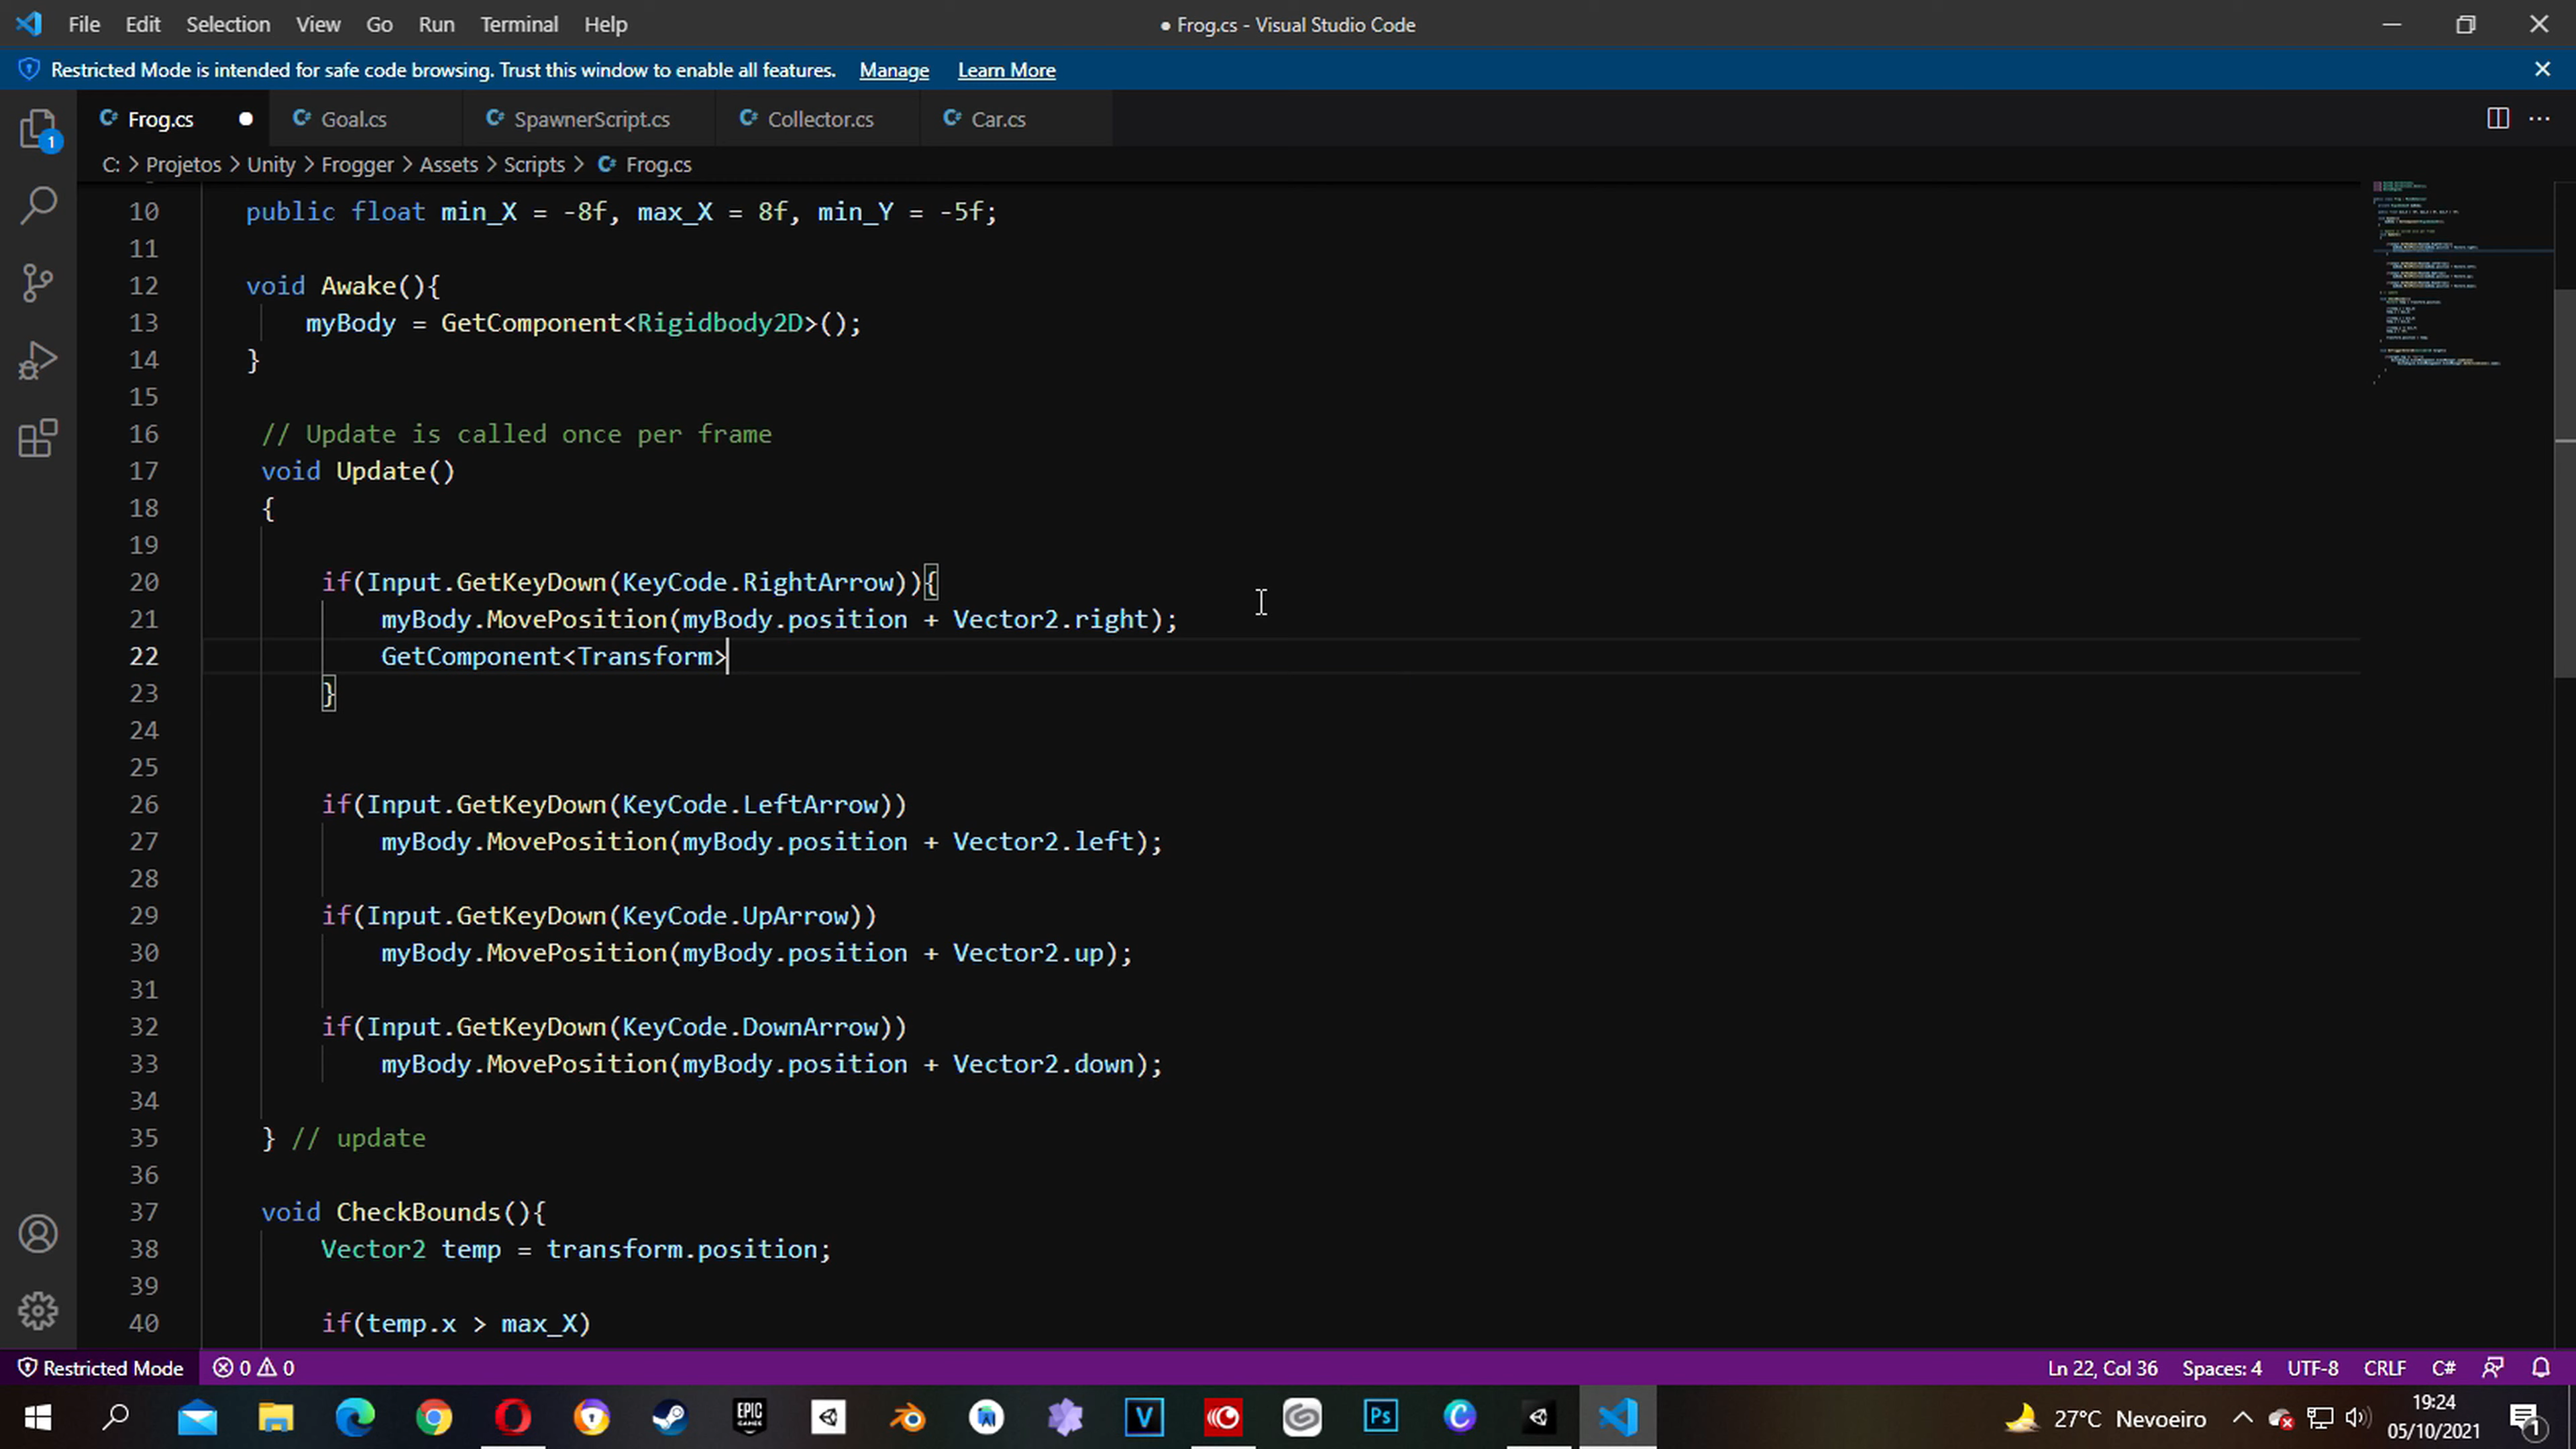 File Edit Selection View Go Run Terminal Help ● Frog.cs - Visual Studio Code
Restricted Mode is intended for safe code browsing. Trust this window to enable all features. Manage Learn More
Frog.cs Goal.cs SpawnerScript.cs Collector.cs Car.cs
C: > Projetos > Unity > Frogger > Assets > Scripts > Frog.cs
10 public float min_X = -8f, max_X = 8f, min_Y = -5f;
11
12 void Awake(){
13 myBody = GetComponent<Rigidbody2D>();
14 }
15
16 // Update is called once per frame
17 void Update()
18 {
19
20 if(Input.GetKeyDown(KeyCode.RightArrow)){
21 myBody.MovePosition(myBody.position + Vector2.right);
22 GetComponent<Transform>
23 }
24
25
26 if(Input.GetKeyDown(KeyCode.LeftArrow))
27 myBody.MovePosition(myBody.position + Vector2.left);
28
29 if(Input.GetKeyDown(KeyCode.UpArrow))
30 myBody.MovePosition(myBody.position + Vector2.up);
31
32 if(Input.GetKeyDown(KeyCode.DownArrow))
33 myBody.MovePosition(myBody.position + Vector2.down);
34
35 } // update
36
37 void CheckBounds(){
38 Vector2 temp = transform.position;
39
40 if(temp.x > max_X)
Restricted Mode 0 0 Ln 22, Col 36 Spaces: 4 UTF-8 CRLF C#
EPIC GAMES V Ps C 27°C Nevoeiro 19:24
05/10/2021 1